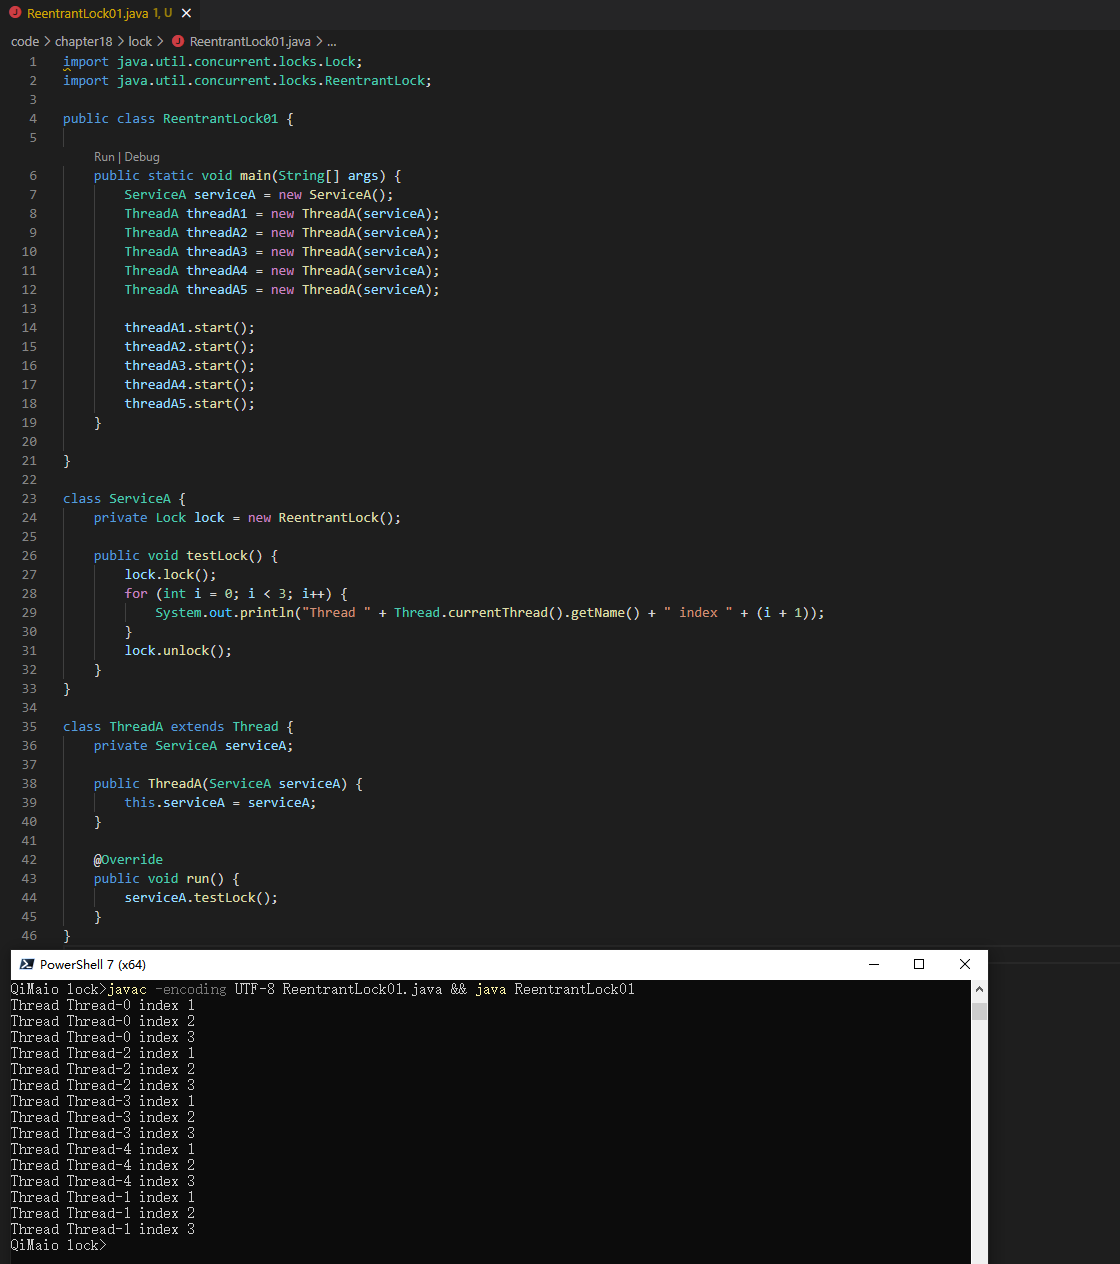 ReentrantLock01.java 1, U
code > chapter18 > lock > ReentrantLock01.java > ...
1 import java.util.concurrent.locks.Lock;
2 import java.util.concurrent.locks.ReentrantLock;
3
4 public class ReentrantLock01 {
5
Run | Debug
6 public static void main(String[] args) {
7 ServiceA serviceA = new ServiceA();
8 ThreadA threadA1 = new ThreadA(serviceA);
9 ThreadA threadA2 = new ThreadA(serviceA);
10 ThreadA threadA3 = new ThreadA(serviceA);
11 ThreadA threadA4 = new ThreadA(serviceA);
12 ThreadA threadA5 = new ThreadA(serviceA);
13
14 threadA1.start();
15 threadA2.start();
16 threadA3.start();
17 threadA4.start();
18 threadA5.start();
19 }
20
21 }
22
23 class ServiceA {
24 private Lock lock = new ReentrantLock();
25
26 public void testLock() {
27 lock.lock();
28 for (int i = 0; i < 3; i++) {
29 System.out.println("Thread " + Thread.currentThread().getName() + " index " + (i + 1));
30 }
31 lock.unlock();
32 }
33 }
34
35 class ThreadA extends Thread {
36 private ServiceA serviceA;
37
38 public ThreadA(ServiceA serviceA) {
39 this.serviceA = serviceA;
40 }
41
42 @Override
43 public void run() {
44 serviceA.testLock();
45 }
46 }
PowerShell 7 (x64)
QiMaio lock>javac -encoding UTF-8 ReentrantLock01.java && java ReentrantLock01
Thread Thread-0 index 1
Thread Thread-0 index 2
Thread Thread-0 index 3
Thread Thread-2 index 1
Thread Thread-2 index 2
Thread Thread-2 index 3
Thread Thread-3 index 1
Thread Thread-3 index 2
Thread Thread-3 index 3
Thread Thread-4 index 1
Thread Thread-4 index 2
Thread Thread-4 index 3
Thread Thread-1 index 1
Thread Thread-1 index 2
Thread Thread-1 index 3
QiMaio lock>